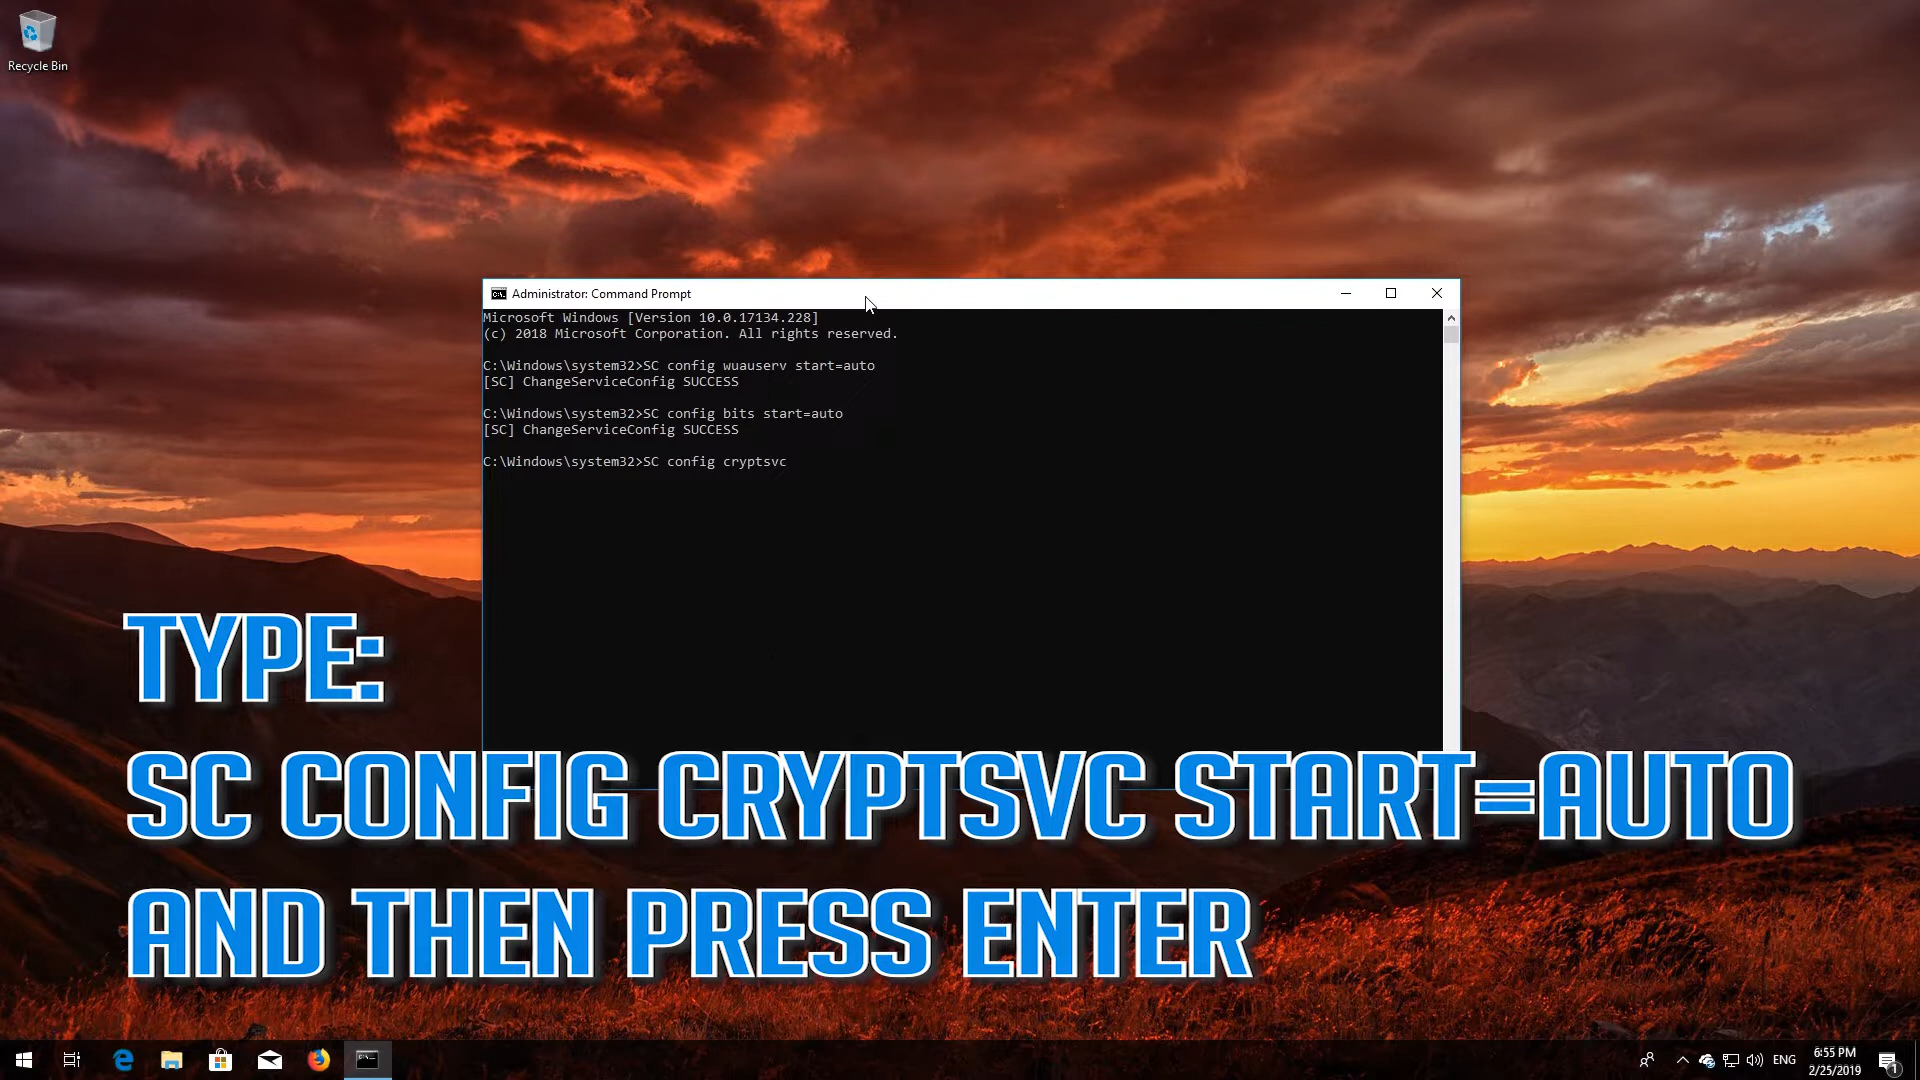 Recycle Bin
Administrator: Command Prompt
Microsoft Windows [Version 10.0.17134.228]
(c) 2018 Microsoft Corporation. All rights reserved.
C:\Windows\system32>SC config wuauserv start=auto
[SC] ChangeServiceConfig SUCCESS
C:\Windows\system32>SC config bits start=auto
[SC] ChangeServiceConfig SUCCESS
C:\Windows\system32>SC config cryptsvc
TYPE:
SC CONFIG CRYPTSVC START=AUTO
AND THEN PRESS ENTER
ENG
6:55 PM
2/25/2019
1